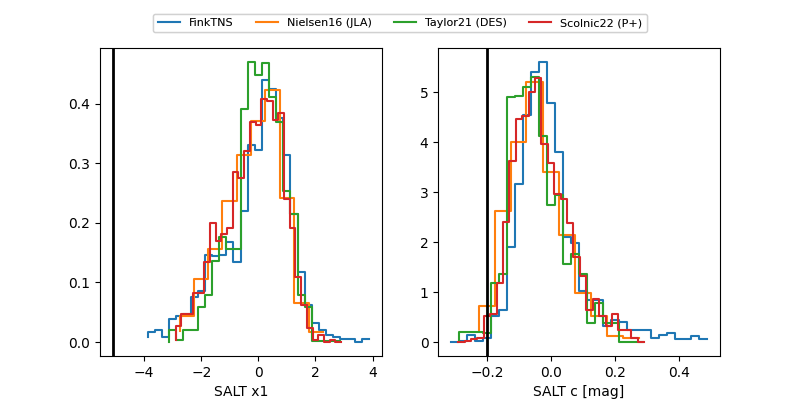 FinkTNS Nielsen16 (JLA) Taylor21 (DES) Scolnic22 (P+)
0.4
0.3
0.2
0.1
0.0
−4 −2 0 2 4
SALT x1
5
4
3
2
1
0
−0.2 0.0 0.2 0.4
SALT c [mag]